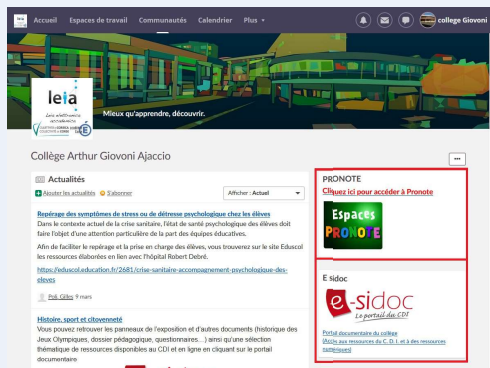 Accueil Espaces de travail Communautés Calendrier Plus
college Giovoni
leia
Mieux qu'apprendre, découvrir.
Collège Arthur Giovoni Ajaccio
Actualités
Ajouter les actualités S'abonner
Afficher : Actuel
Repérage des symptômes de stress ou de détresse psychologique chez les élèves
Dans le contexte actuel de la crise sanitaire, l'état de santé psychologique des élèves doit
faire l'objet d'une attention particulière de la part des équipes éducatives.
Afin de faciliter le repérage et la prise en charge des élèves, vous trouverez sur le site Eduscol
les ressources élaborées en lien avec l'hôpital Robert Debré.
https://eduscol.education.fr/2681/crise-sanitaire-accompagnement-psychologique-des-
eleves
Poli, Gilles 9 mars
Histoire, sport et citoyenneté
Vous pouvez retrouver les panneaux de l'exposition et d'autres documents (historique des
Jeux Olympiques, dossier pédagogique, questionnaires...) ainsi qu'une sélection
thématique de ressources disponibles au CDI et en ligne en cliquant sur le portail
documentaire
PRONOTE
Cliquez ici pour accéder à Pronote
Espaces
PRONOTE
E sidoc
e-sidoc
Le portail du CDI
Portail documentaire du collège
(Accès aux ressources du C. D. I. et à des ressources
numériques)